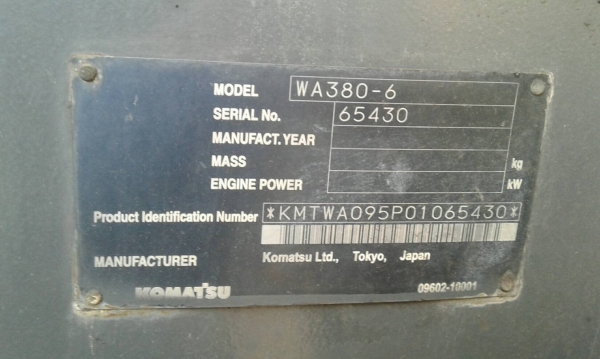 MODEL WA380-6
SERIAL No. 65430
MANUFACT. YEAR
MASS kg
ENGINE POWER kW
Product Identification Number *KMTWA095P01065430*
MANUFACTURER Komatsu Ltd., Tokyo, Japan
KOMATSU 09602-10001